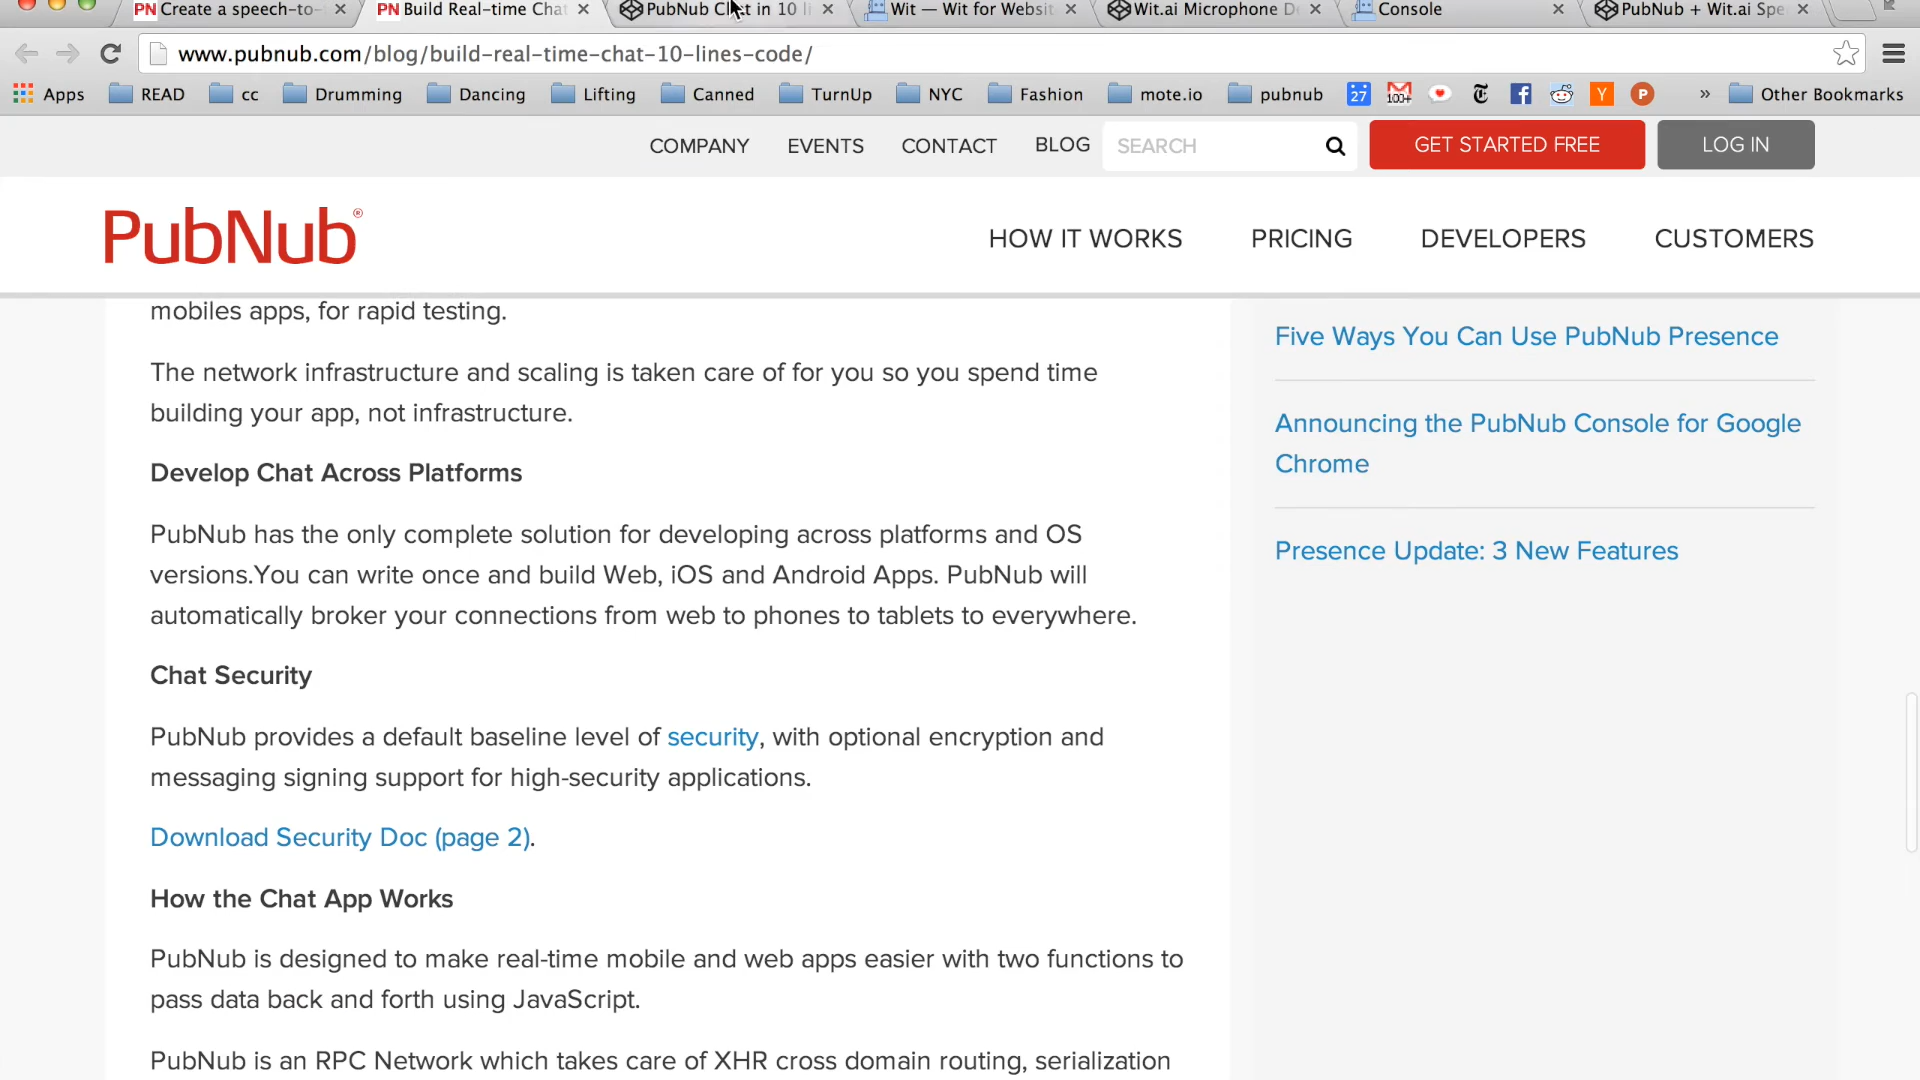 PN Create a speech-to-
PN Build Real-time Chat
PubNub Chat in 10 li
Wit — Wit for Websit
Wit.ai Microphone De
Console
PubNub + Wit.ai Spe
www.pubnub.com/blog/build-real-time-chat-10-lines-code/
Apps READ cc Drumming Dancing Lifting Canned TurnUp NYC Fashion mote.io pubnub 27 100+ T f Y P » Other Bookmarks
COMPANY EVENTS CONTACT BLOG SEARCH GET STARTED FREE LOG IN
PubNub®
HOW IT WORKS PRICING DEVELOPERS CUSTOMERS
mobiles apps, for rapid testing.
The network infrastructure and scaling is taken care of for you so you spend time
building your app, not infrastructure.
Develop Chat Across Platforms
PubNub has the only complete solution for developing across platforms and OS
versions.You can write once and build Web, iOS and Android Apps. PubNub will
automatically broker your connections from web to phones to tablets to everywhere.
Chat Security
PubNub provides a default baseline level of security, with optional encryption and
messaging signing support for high-security applications.
Download Security Doc (page 2).
How the Chat App Works
PubNub is designed to make real-time mobile and web apps easier with two functions to
pass data back and forth using JavaScript.
PubNub is an RPC Network which takes care of XHR cross domain routing, serialization
Five Ways You Can Use PubNub Presence
Announcing the PubNub Console for Google
Chrome
Presence Update: 3 New Features